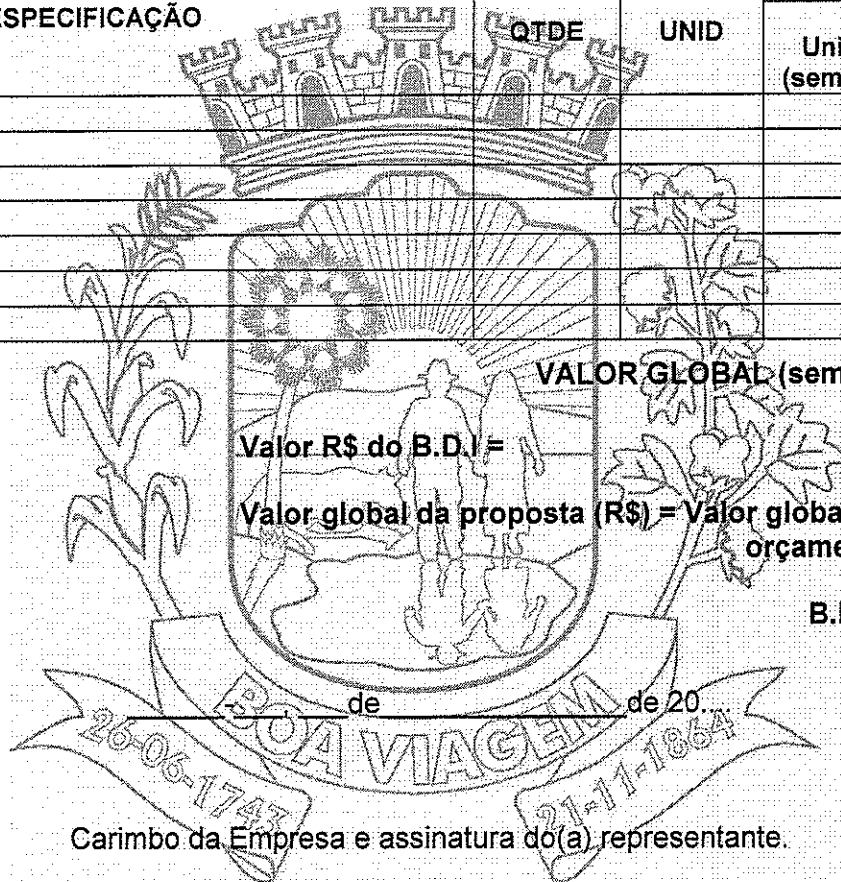 ESPECIFICAÇÃO
QTDE
UNID
Uni
(sem
VALOR GLOBAL (sem
Valor R$ do B.D.I =
Valor global da proposta (R$) = Valor globa
orçame
B.
de de 20....
BOA VIAGEM
26-06-1743
21-11-1864
Carimbo da Empresa e assinatura do(a) representante.